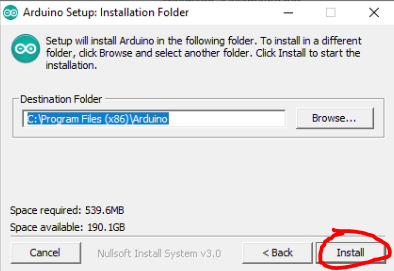 Arduino Setup: Installation Folder
Setup will install Arduino in the following folder. To install in a different
folder, click Browse and select another folder. Click Install to start the
installation.
Destination Folder
C:\Program Files (x86)\Arduino
Browse...
Space required: 539.6MB
Space available: 190.1GB
Cancel
Nullsoft Install System v3.0
< Back
Install